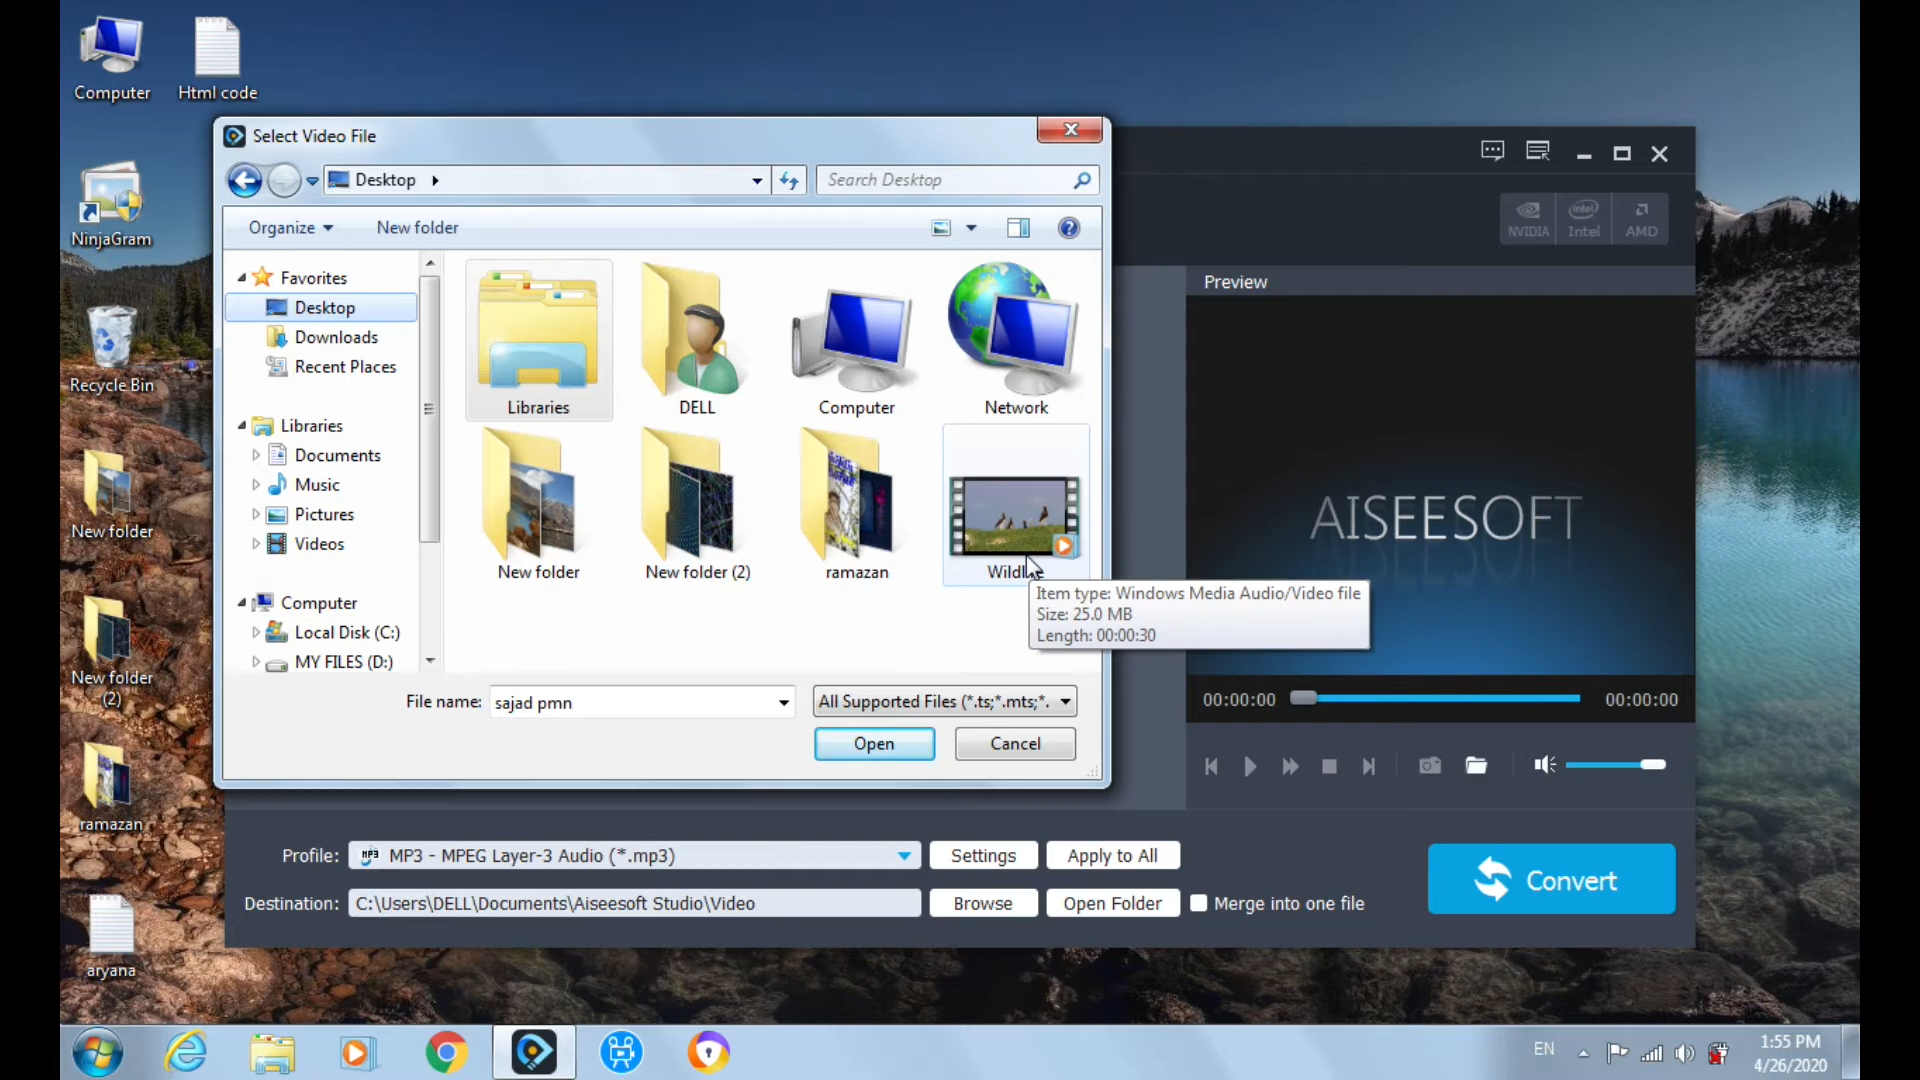 Computer
Html code
NinjaGram
Recycle Bin
New folder
New folder
(2)
ramazan
aryana
Select Video File
Desktop
Search Desktop
Organize
New folder
Favorites
Desktop
Downloads
Recent Places
Libraries
Documents
Music
Pictures
Videos
Computer
Local Disk (C:)
MY FILES (D:)
Libraries
DELL
Computer
Network
New folder
New folder (2)
ramazan
Item type: Windows Media Audio/Video file
Size: 25.0 MB
Length: 00:00:30
File name: sajad pmn
All Supported Files (*.ts;*.mts;*.
Open
Cancel
NVIDIA
intel
Intel
AMD
Preview
AISEESOFT
00:00:00
00:00:00
Profile: MP3 MP3 - MPEG Layer-3 Audio (*.mp3)
Settings
Apply to All
Destination: C:\Users\DELL\Documents\Aiseesoft Studio\Video
Browse
Open Folder
Merge into one file
Convert
EN
1:55 PM
4/26/2020